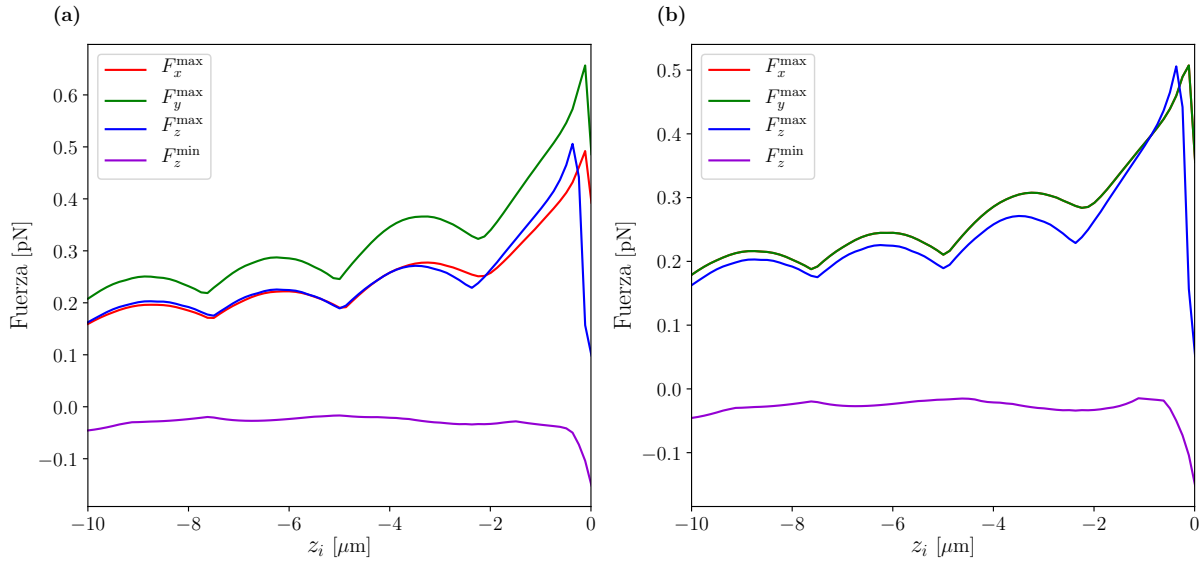 (a)
Fuerza [pN]
0.6
0.5
0.4
0.3
0.2
0.1
0.0
−0.1
F_x^max
F_y^max
F_z^max
F_z^min
−10
−8
−6
−4
−2
0
z_i [μm]
(b)
Fuerza [pN]
0.5
0.4
0.3
0.2
0.1
0.0
−0.1
F_x^max
F_y^max
F_z^max
F_z^min
−10
−8
−6
−4
−2
0
z_i [μm]